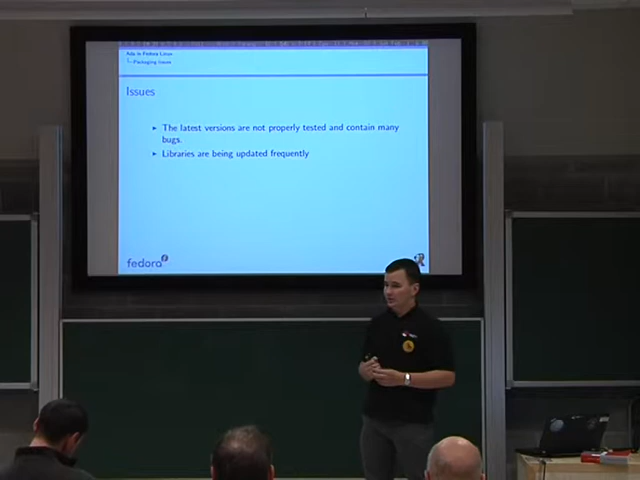 Ada in Fedora Linux
Packaging Issues
Issues
The latest versions are not properly tested and contain many
bugs.
Libraries are being updated frequently
fedora